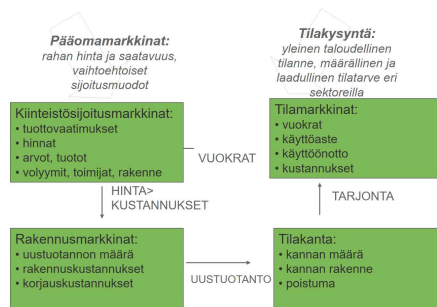 Pääomamarkkinat:
rahan hinta ja saatavuus,
vaihtoehtoiset
sijoitusmuodot
Tilakysyntä:
yleinen taloudellinen
tilanne, määrällinen ja
laadullinen tilatarve eri
sektoreilla
Kiinteistösijoitusmarkkinat:
• tuottovaatimukset
• hinnat
• arvot, tuotot
• volyymit, toimijat, rakenne
VUOKRAT
Tilamarkkinat:
• vuokrat
• käyttöaste
• käyttöönotto
• kustannukset
HINTA>
KUSTANNUKSET
TARJONTA
Rakennusmarkkinat:
• uustuotannon määrä
• rakennuskustannukset
• korjauskustannukset
UUSTUOTANTO
Tilakanta:
• kannan määrä
• kannan rakenne
• poistuma